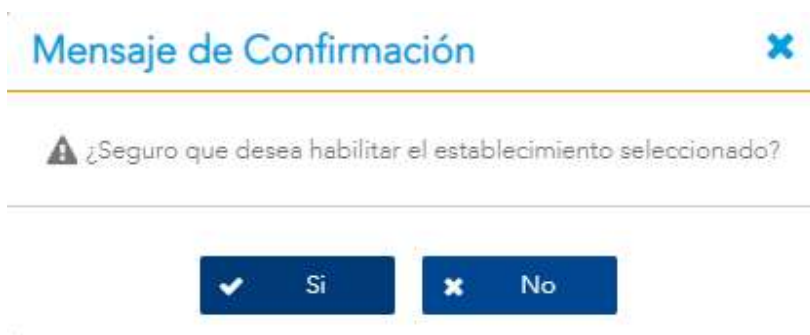 Mensaje de Confirmación
¿Seguro que desea habilitar el establecimiento seleccionado?
Si
No